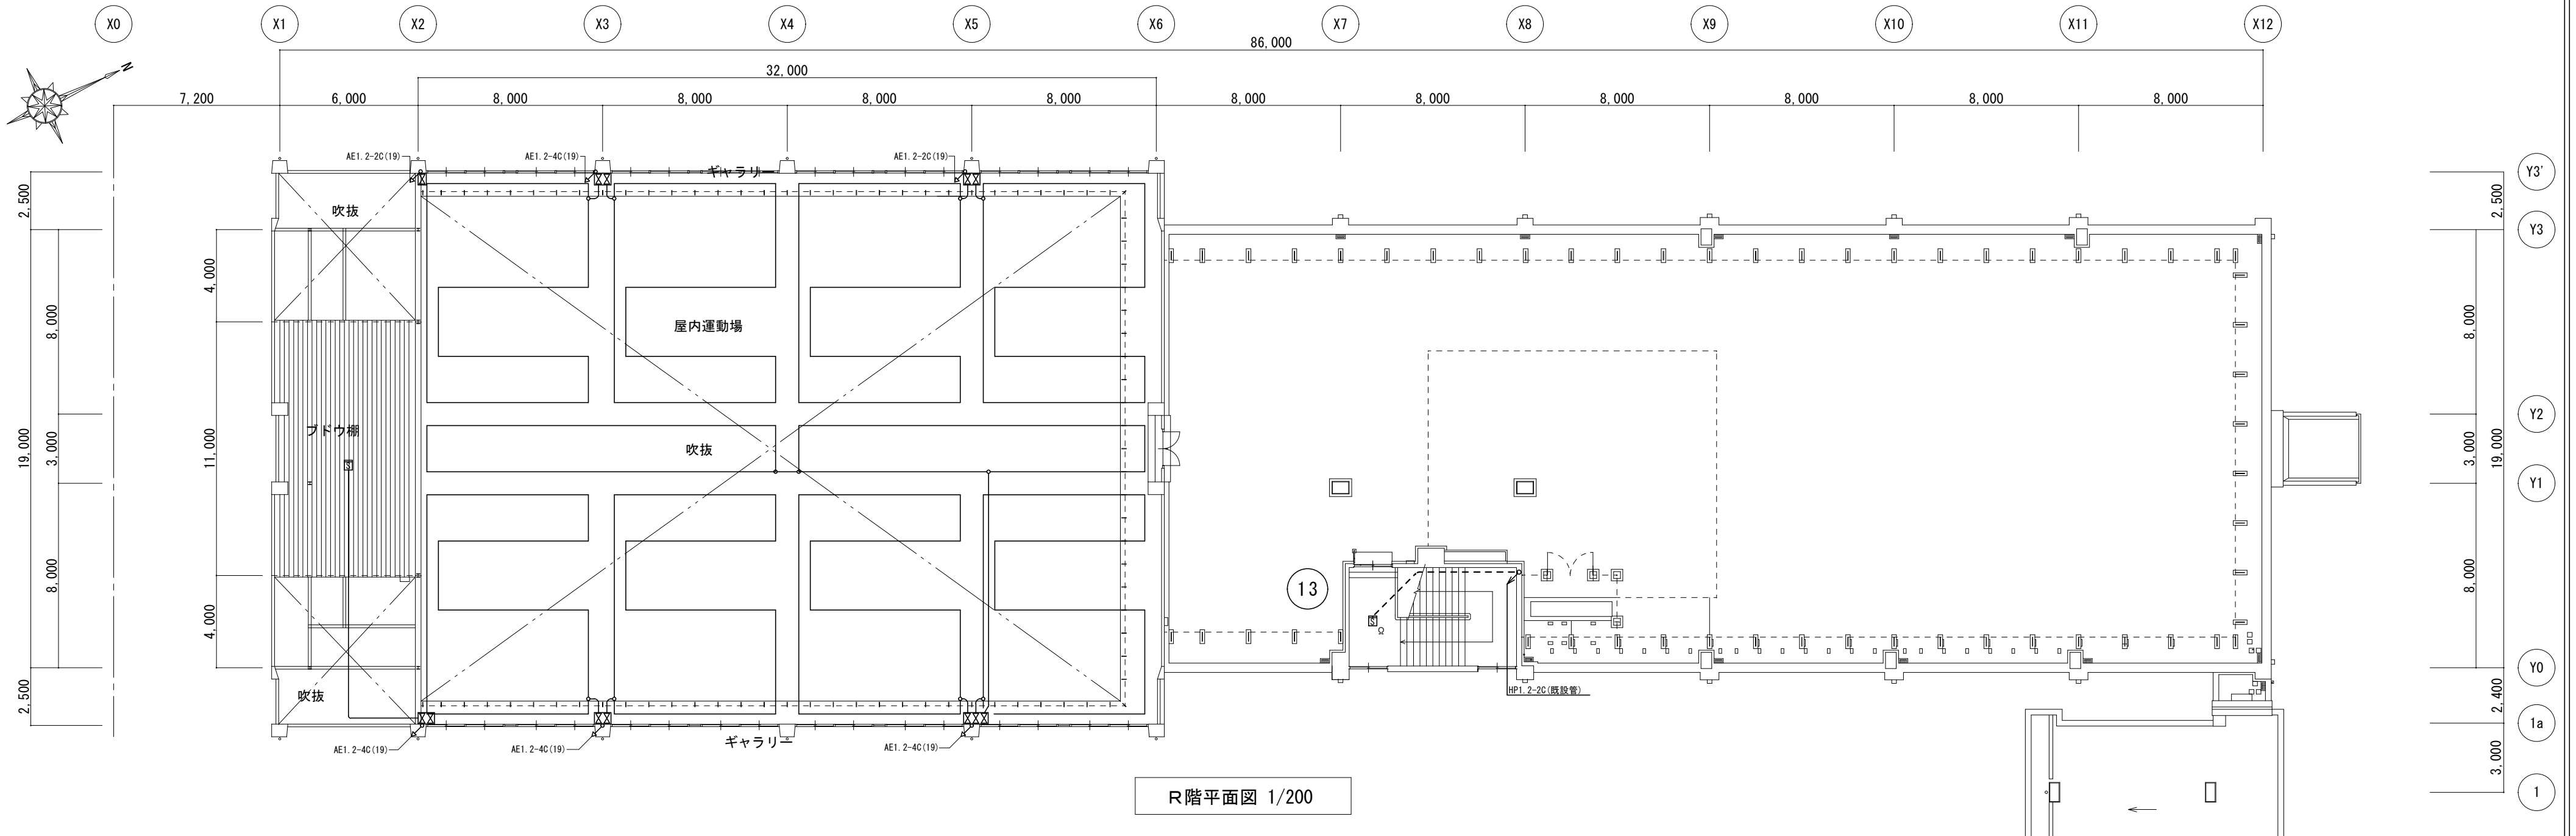 X0 X1 X2 X3 X4 X5 X6 X7 X8 X9 X10 X11 X12
86,000
N
32,000
7,200 6,000 8,000 8,000 8,000 8,000 8,000 8,000 8,000 8,000 8,000 8,000
AE1.2-2C(19) AE1.2-4C(19) AE1.2-2C(19)
ギャラリー
Y3'
2,500 2,500
吹抜
Y3
4,000
8,000 8,000
屋内運動場
Y2
ブドウ棚
19,000 3,000 11,000 3,000 19,000
吹抜
S
Y1
8,000 8,000
13
4,000
S
Ω
Y0
吹抜
2,500 2,400
HP1.2-2C(既設管)
1a
AE1.2-4C(19) AE1.2-4C(19) AE1.2-4C(19)
ギャラリー
3,000
1
R階平面図 1/200